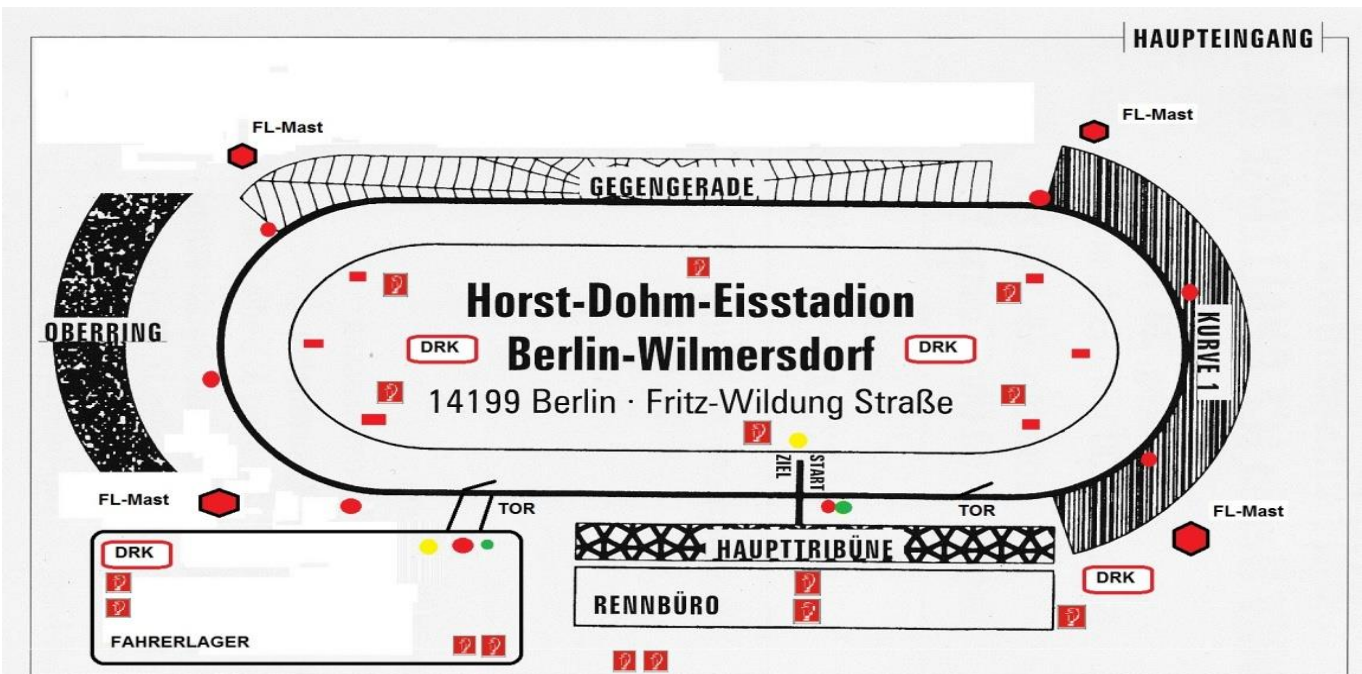 HAUPTEINGANG
FL-Mast
FL-Mast
GEGENGERADE
Horst-Dohm-Eisstadion
OBERRING
DRK
Berlin-Wilmersdorf
DRK
KURVE 1
14199 Berlin · Fritz-Wildung Straße
ZIEL
START
FL-Mast
TOR
TOR
FL-Mast
DRK
HAUPTTRIBÜNE
DRK
RENNBÜRO
FAHRERLAGER